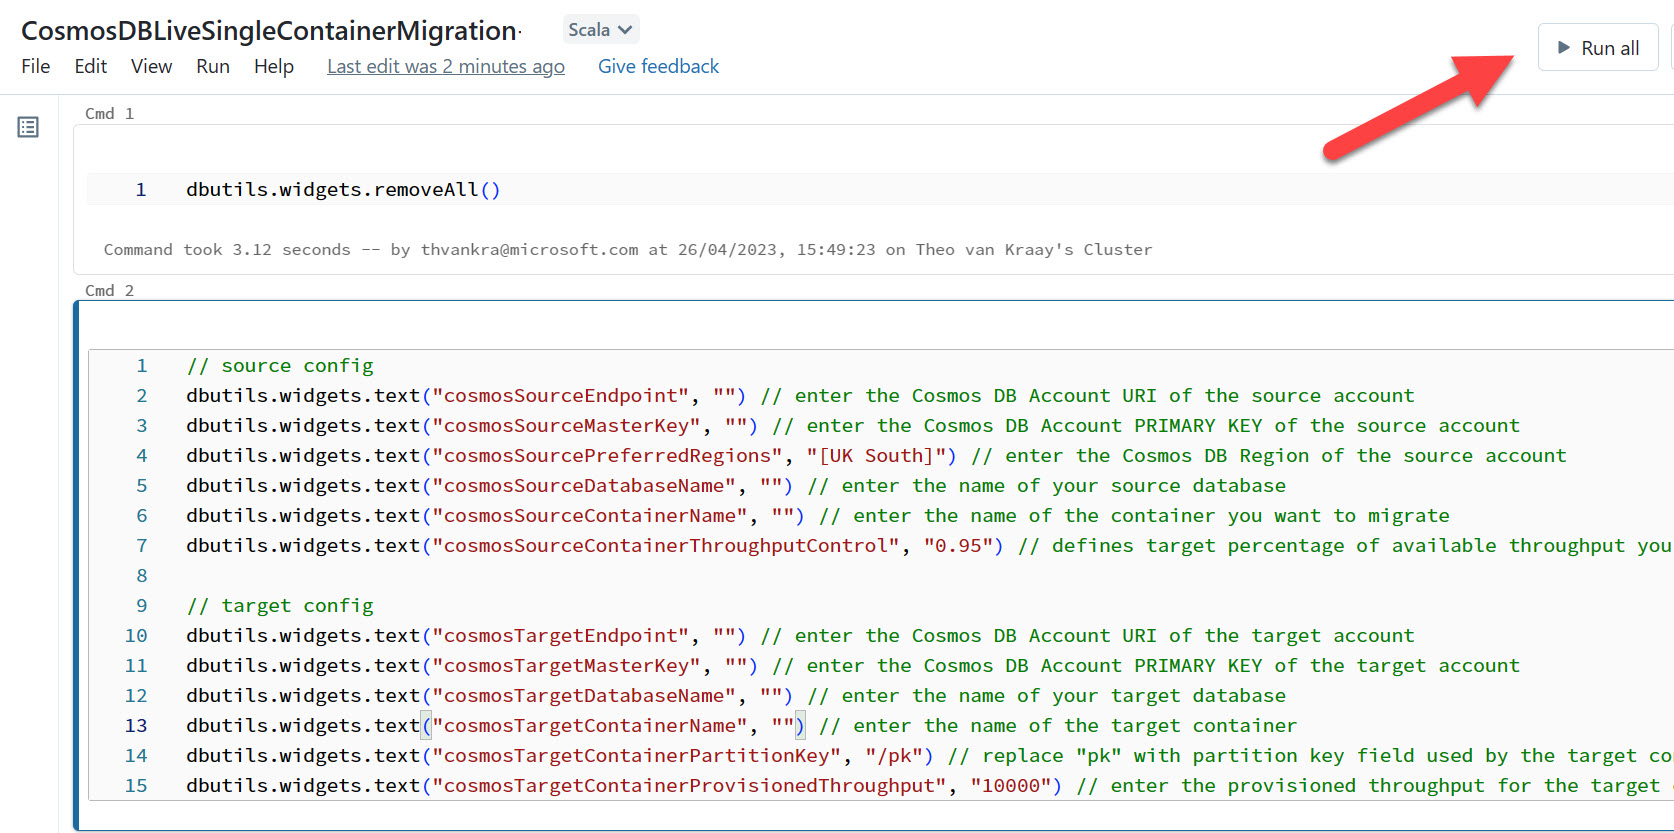 CosmosDBLiveSingleContainerMigration
Scala
Run all
File Edit View Run Help Last edit was 2 minutes ago Give feedback
Cmd 1
1 dbutils.widgets.removeAll()
Command took 3.12 seconds -- by thvankra@microsoft.com at 26/04/2023, 15:49:23 on Theo van Kraay's Cluster
Cmd 2
1 // source config
2 dbutils.widgets.text("cosmosSourceEndpoint", "") // enter the Cosmos DB Account URI of the source account
3 dbutils.widgets.text("cosmosSourceMasterKey", "") // enter the Cosmos DB Account PRIMARY KEY of the source account
4 dbutils.widgets.text("cosmosSourcePreferredRegions", "[UK South]") // enter the Cosmos DB Region of the source account
5 dbutils.widgets.text("cosmosSourceDatabaseName", "") // enter the name of your source database
6 dbutils.widgets.text("cosmosSourceContainerName", "") // enter the name of the container you want to migrate
7 dbutils.widgets.text("cosmosSourceContainerThroughputControl", "0.95") // defines target percentage of available throughput you
8
9 // target config
10 dbutils.widgets.text("cosmosTargetEndpoint", "") // enter the Cosmos DB Account URI of the target account
11 dbutils.widgets.text("cosmosTargetMasterKey", "") // enter the Cosmos DB Account PRIMARY KEY of the target account
12 dbutils.widgets.text("cosmosTargetDatabaseName", "") // enter the name of your target database
13 dbutils.widgets.text("cosmosTargetContainerName", "") // enter the name of the target container
14 dbutils.widgets.text("cosmosTargetContainerPartitionKey", "/pk") // replace "pk" with partition key field used by the target co
15 dbutils.widgets.text("cosmosTargetContainerProvisionedThroughput", "10000") // enter the provisioned throughput for the target